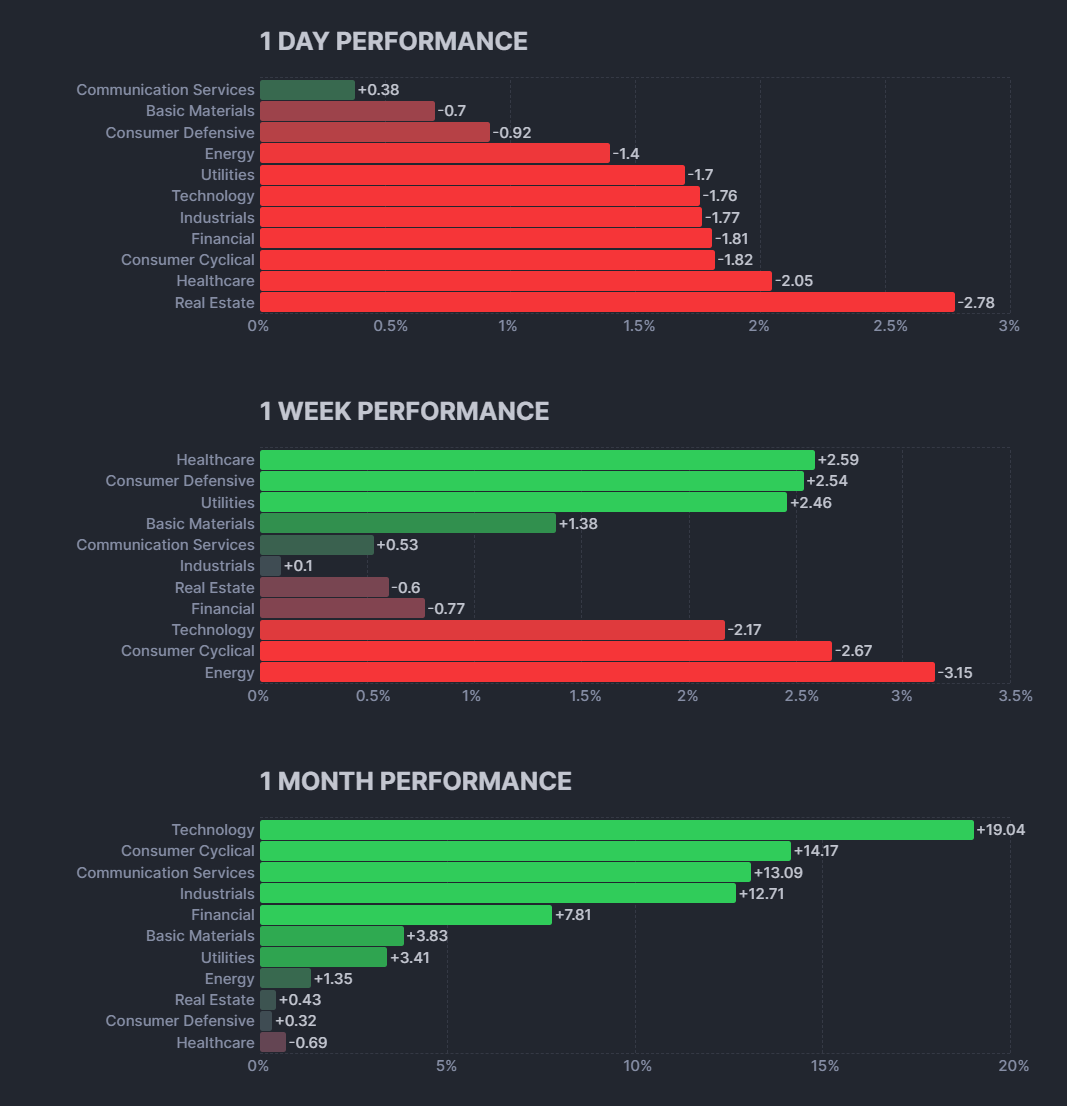 1 DAY PERFORMANCE
Communication Services +0.38
Basic Materials -0.7
Consumer Defensive -0.92
Energy -1.4
Utilities -1.7
Technology -1.76
Industrials -1.77
Financial -1.81
Consumer Cyclical -1.82
Healthcare -2.05
Real Estate -2.78
0% 0.5% 1% 1.5% 2% 2.5% 3%
1 WEEK PERFORMANCE
Healthcare +2.59
Consumer Defensive +2.54
Utilities +2.46
Basic Materials +1.38
Communication Services +0.53
Industrials +0.1
Real Estate -0.6
Financial -0.77
Technology -2.17
Consumer Cyclical -2.67
Energy -3.15
0% 0.5% 1% 1.5% 2% 2.5% 3% 3.5%
1 MONTH PERFORMANCE
Technology +19.04
Consumer Cyclical +14.17
Communication Services +13.09
Industrials +12.71
Financial +7.81
Basic Materials +3.83
Utilities +3.41
Energy +1.35
Real Estate +0.43
Consumer Defensive +0.32
Healthcare -0.69
0% 5% 10% 15% 20%